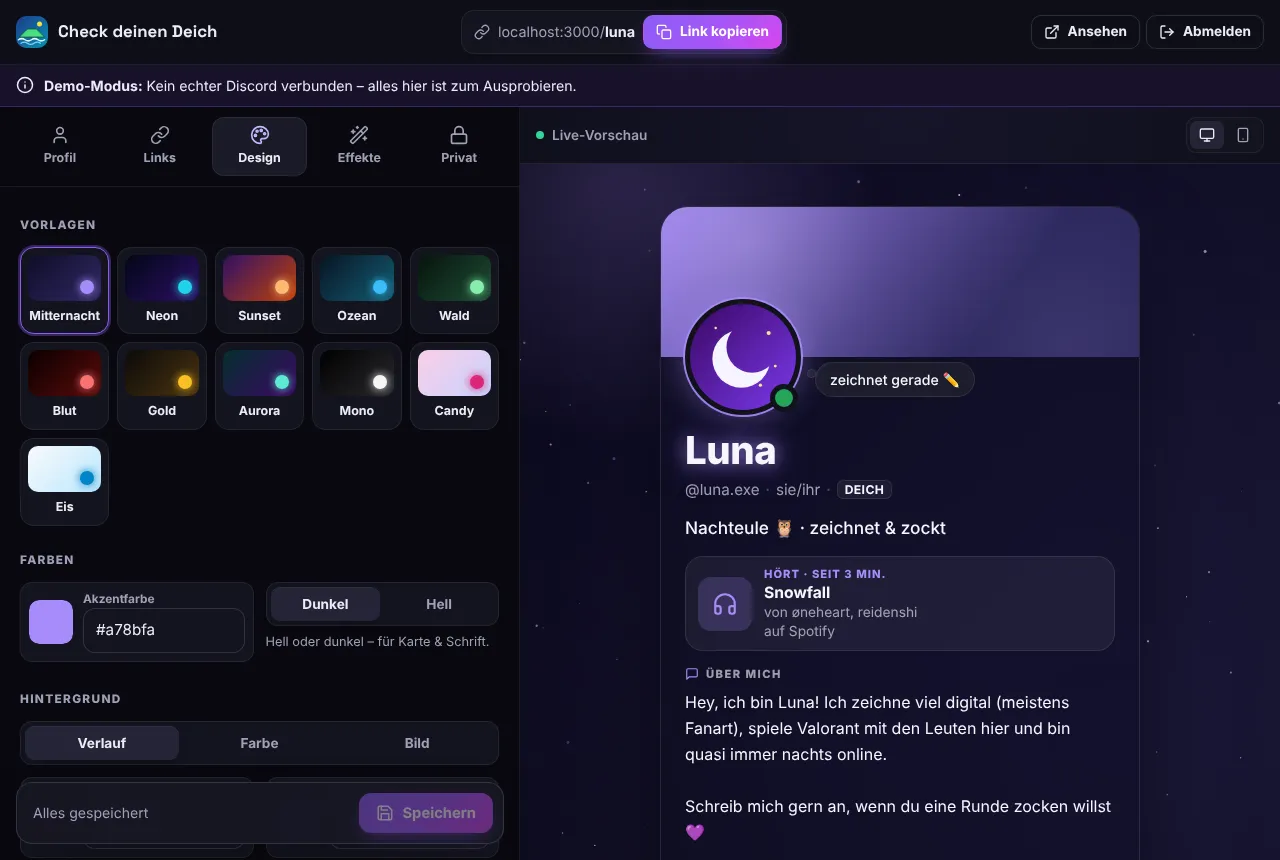 Check deinen Deich
localhost:3000/luna
Link kopieren
Ansehen
Abmelden
Demo-Modus: Kein echter Discord verbunden – alles hier ist zum Ausprobieren.
Profil
Links
Design
Effekte
Privat
Live-Vorschau
VORLAGEN
Mitternacht
Neon
Sunset
Ozean
Wald
Blut
Gold
Aurora
Mono
Candy
Eis
FARBEN
Akzentfarbe
#a78bfa
Dunkel
Hell
Hell oder dunkel – für Karte & Schrift.
HINTERGRUND
Verlauf
Farbe
Bild
Alles gespeichert
Speichern
zeichnet gerade ✏️
Luna
@luna.exe · sie/ihr · DEICH
Nachteule 🦉 · zeichnet & zockt
HÖRT · SEIT 3 MIN.
Snowfall
von øneheart, reidenshi
auf Spotify
ÜBER MICH
Hey, ich bin Luna! Ich zeichne viel digital (meistens
Fanart), spiele Valorant mit den Leuten hier und bin
quasi immer nachts online.
Schreib mich gern an, wenn du eine Runde zocken willst
💜